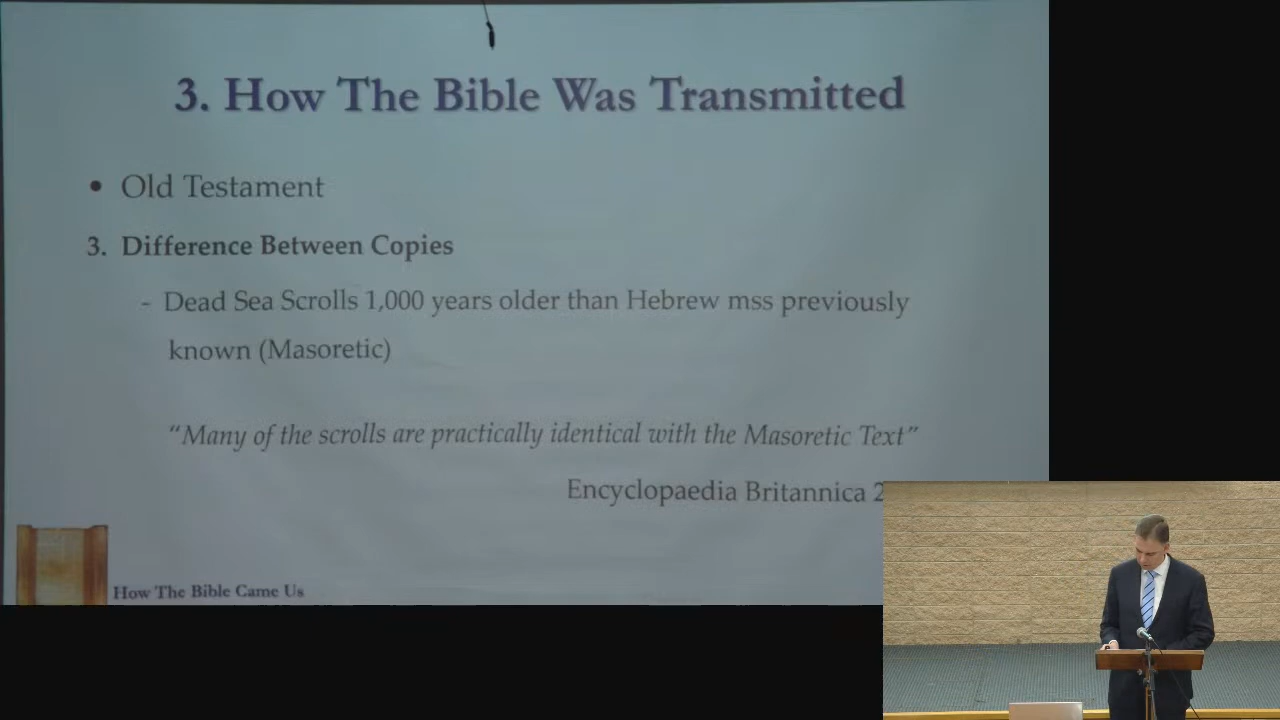 3. How The Bible Was Transmitted
• Old Testament
3. Difference Between Copies
- Dead Sea Scrolls 1,000 years older than Hebrew mss previously
known (Masoretic)
“Many of the scrolls are practically identical with the Masoretic Text”
Encyclopaedia Britannica
How The Bible Came Us